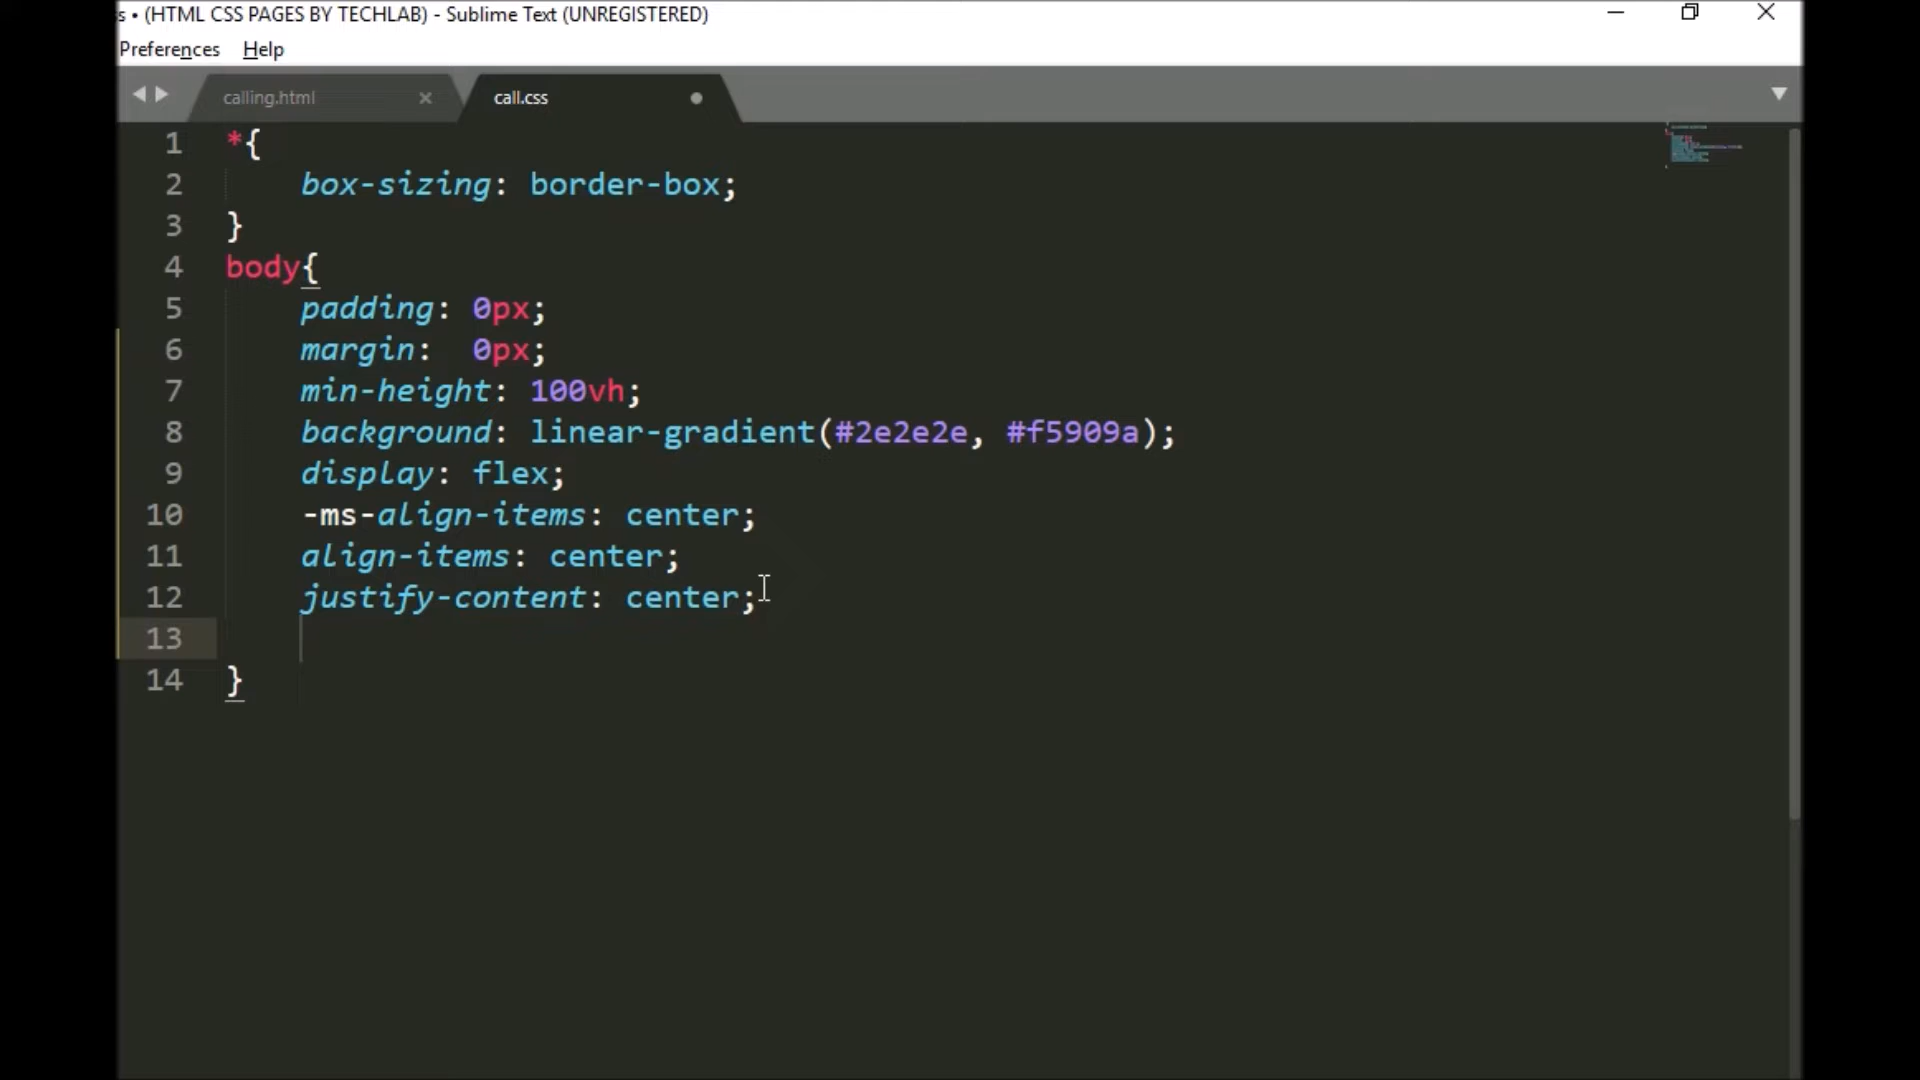 s • (HTML CSS PAGES BY TECHLAB) - Sublime Text (UNREGISTERED)
Preferences Help
calling.html call.css
1 *{
2 box-sizing: border-box;
3 }
4 body{
5 padding: 0px;
6 margin:  0px;
7 min-height: 100vh;
8 background: linear-gradient(#2e2e2e, #f5909a);
9 display: flex;
10 -ms-align-items: center;
11 align-items: center;
12 justify-content: center;
13
14 }